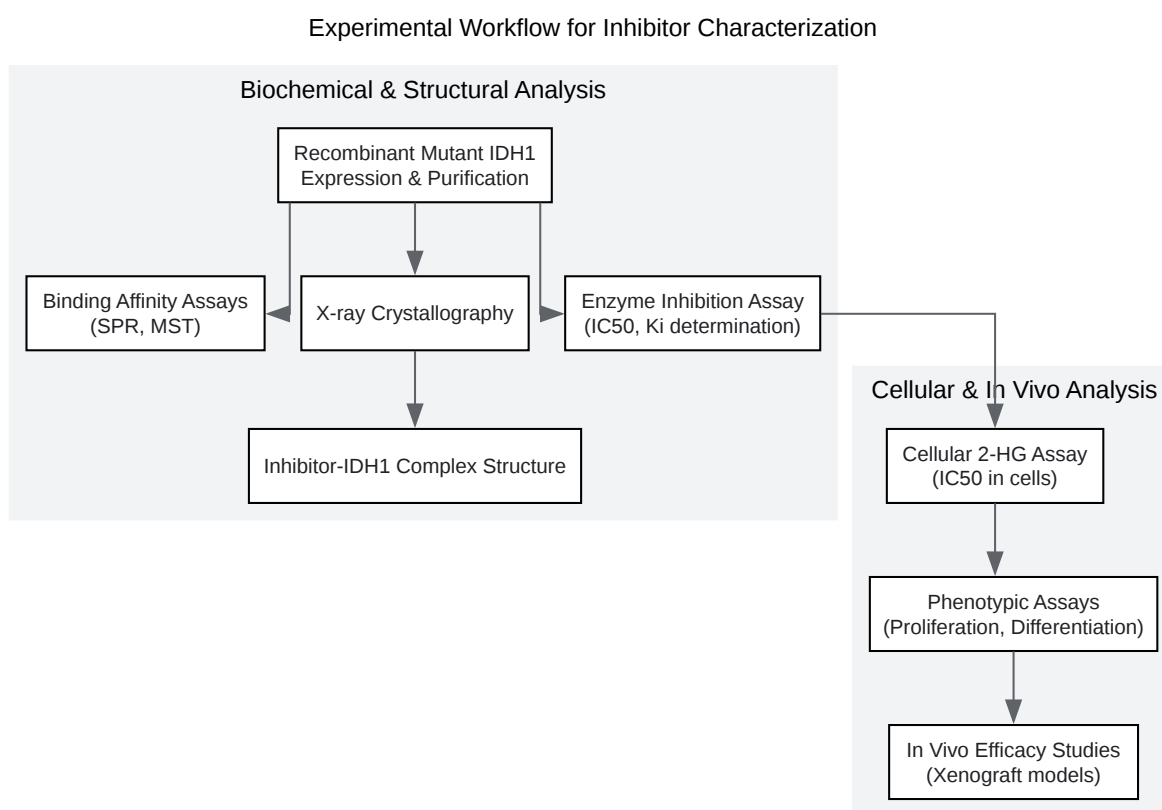 Experimental Workflow for Inhibitor Characterization
Biochemical & Structural Analysis
Recombinant Mutant IDH1
Expression & Purification
Binding Affinity Assays
(SPR, MST)
X-ray Crystallography
Enzyme Inhibition Assay
(IC50, Ki determination)
Inhibitor-IDH1 Complex Structure
Cellular & In Vivo Analysis
Cellular 2-HG Assay
(IC50 in cells)
Phenotypic Assays
(Proliferation, Differentiation)
In Vivo Efficacy Studies
(Xenograft models)